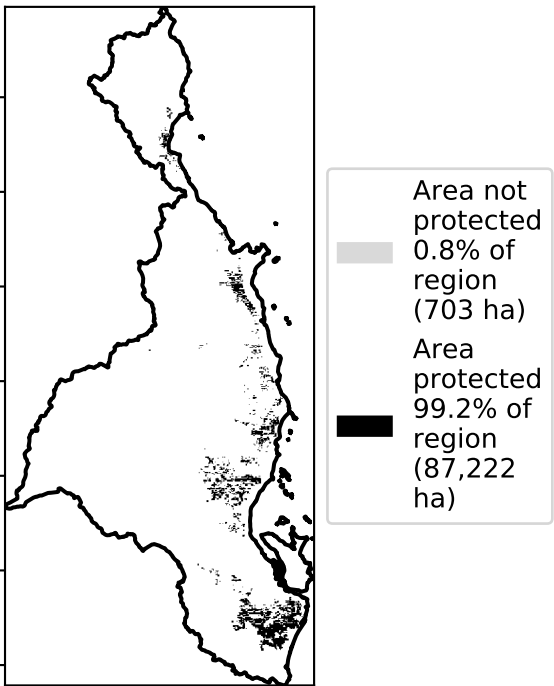 Area not
protected
0.8% of
region
(703 ha)
Area
protected
99.2% of
region
(87,222
ha)